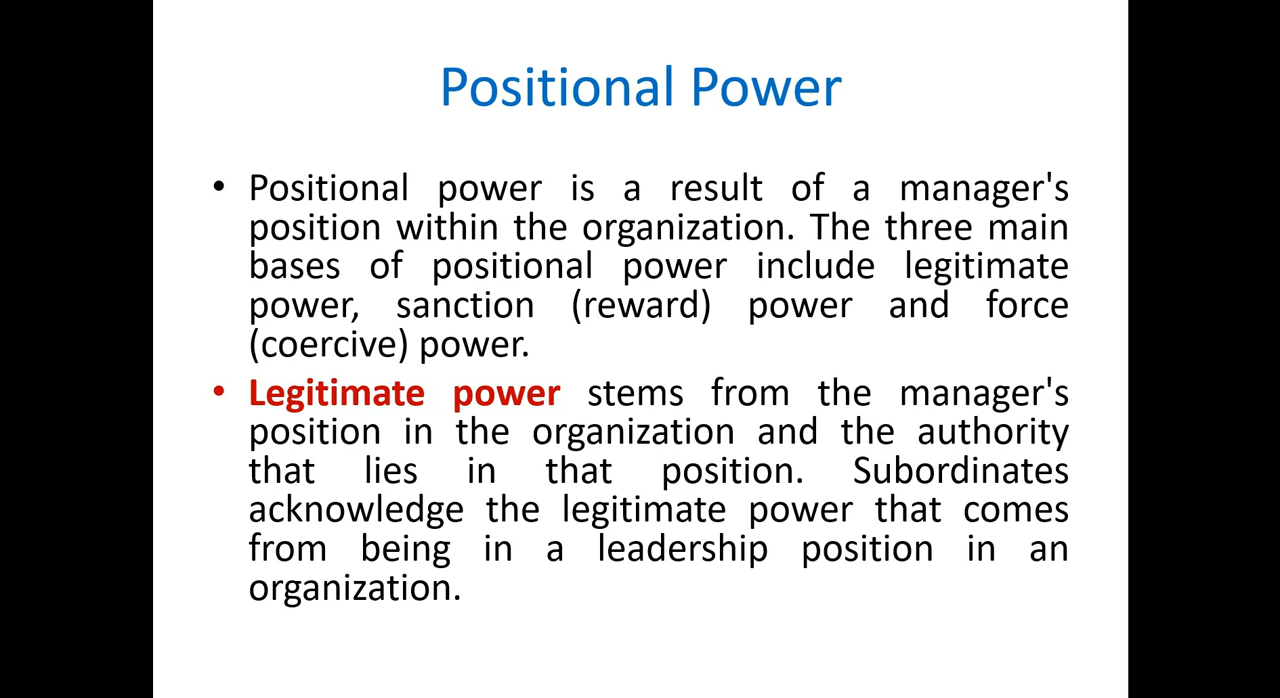 Positional Power
• Positional power is a result of a manager's
position within the organization. The three main
bases of positional power include legitimate
power, sanction (reward) power and force
(coercive) power.
• Legitimate power stems from the manager's
position in the organization and the authority
that lies in that position. Subordinates
acknowledge the legitimate power that comes
from being in a leadership position in an
organization.